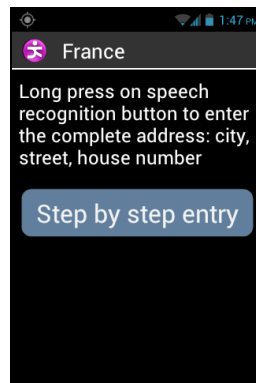 1:47 PM
France
Long press on speech
recognition button to enter
the complete address: city,
street, house number
Step by step entry